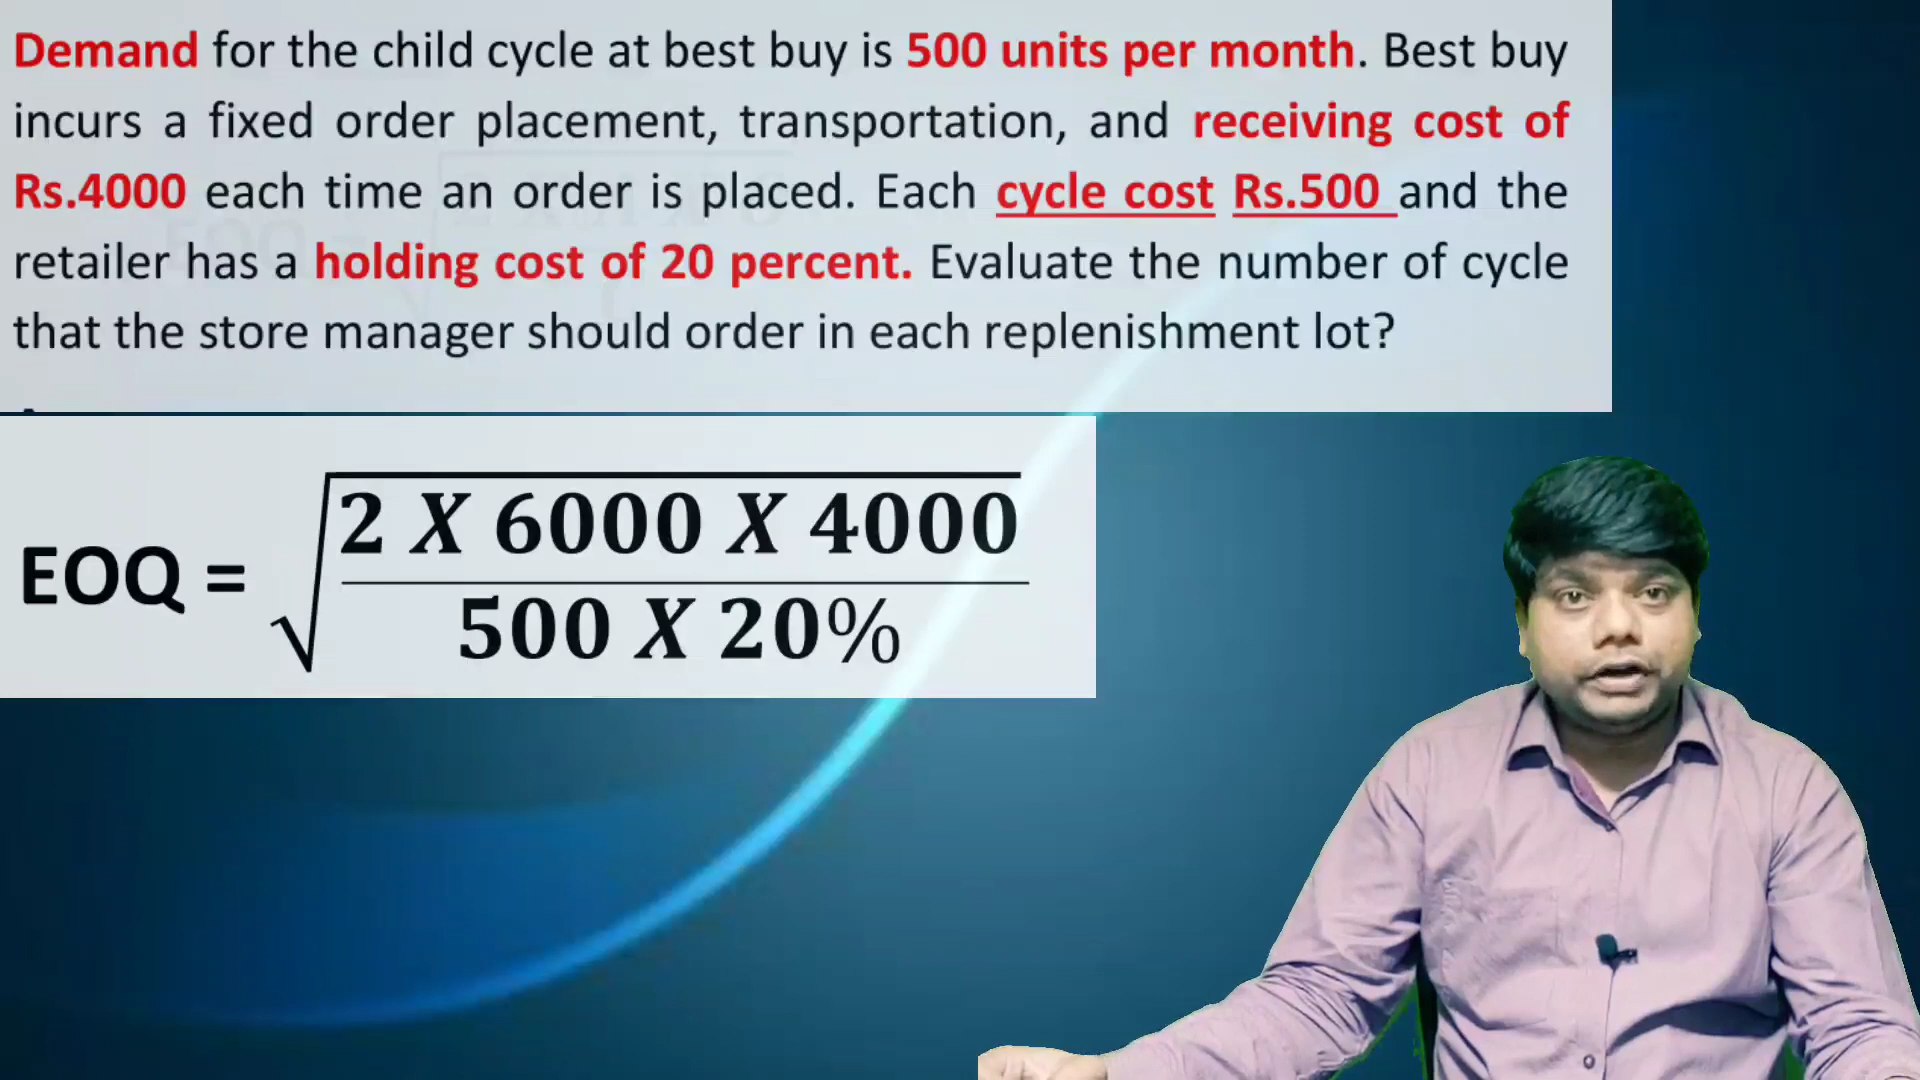 Demand for the child cycle at best buy is 500 units per month. Best buy
incurs a fixed order placement, transportation, and receiving cost of
Rs.4000 each time an order is placed. Each cycle cost Rs.500 and the
retailer has a holding cost of 20 percent. Evaluate the number of cycle
that the store manager should order in each replenishment lot?
EOQ = √
2 X 6000 X 4000
500 X 20%